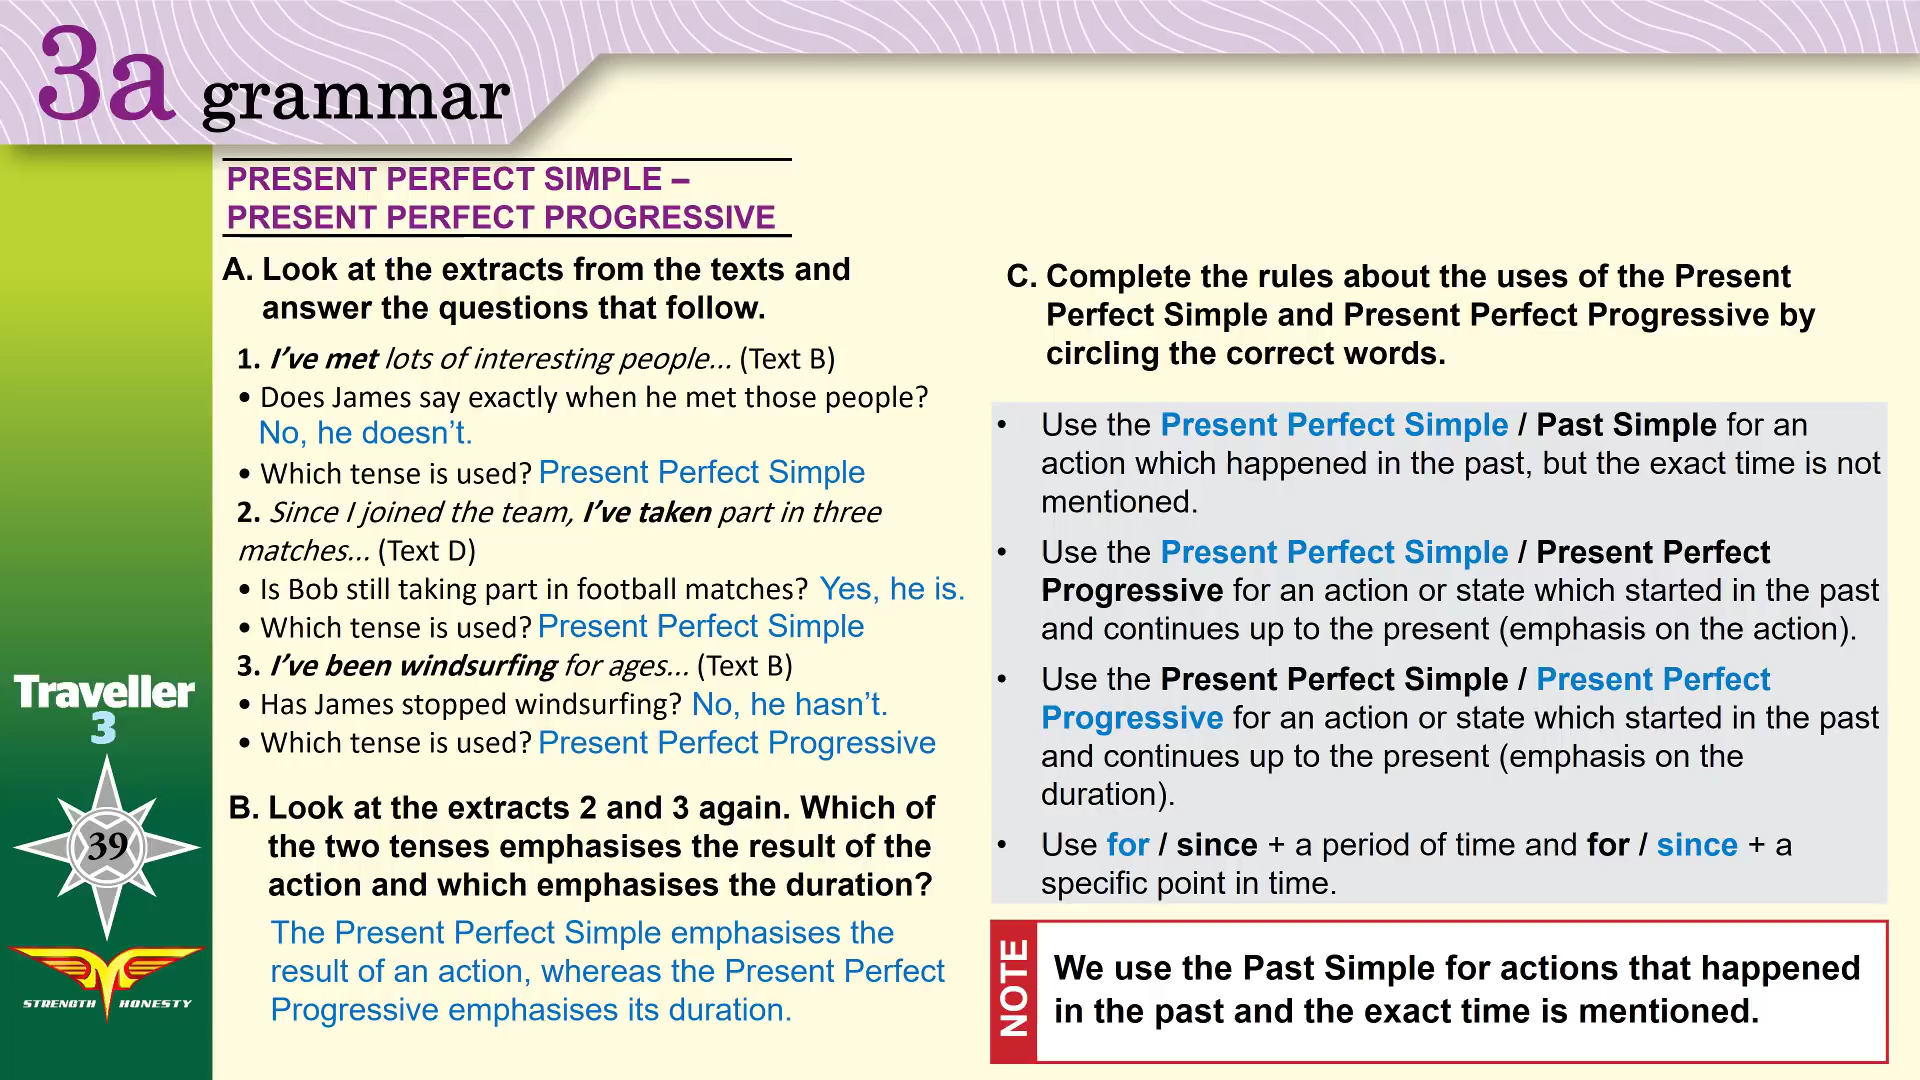 3a grammar
PRESENT PERFECT SIMPLE –
PRESENT PERFECT PROGRESSIVE
A. Look at the extracts from the texts and
answer the questions that follow.
1. I’ve met lots of interesting people... (Text B)
• Does James say exactly when he met those people?
No, he doesn’t.
• Which tense is used? Present Perfect Simple
2. Since I joined the team, I’ve taken part in three
matches... (Text D)
• Is Bob still taking part in football matches? Yes, he is.
• Which tense is used? Present Perfect Simple
3. I’ve been windsurfing for ages... (Text B)
• Has James stopped windsurfing? No, he hasn’t.
• Which tense is used? Present Perfect Progressive
B. Look at the extracts 2 and 3 again. Which of
the two tenses emphasises the result of the
action and which emphasises the duration?
The Present Perfect Simple emphasises the
result of an action, whereas the Present Perfect
Progressive emphasises its duration.
C. Complete the rules about the uses of the Present
Perfect Simple and Present Perfect Progressive by
circling the correct words.
• Use the Present Perfect Simple / Past Simple for an
action which happened in the past, but the exact time is not
mentioned.
• Use the Present Perfect Simple / Present Perfect
Progressive for an action or state which started in the past
and continues up to the present (emphasis on the action).
• Use the Present Perfect Simple / Present Perfect
Progressive for an action or state which started in the past
and continues up to the present (emphasis on the
duration).
• Use for / since + a period of time and for / since + a
specific point in time.
NOTE
We use the Past Simple for actions that happened
in the past and the exact time is mentioned.
Traveller
3
39
STRENGTH HONESTY